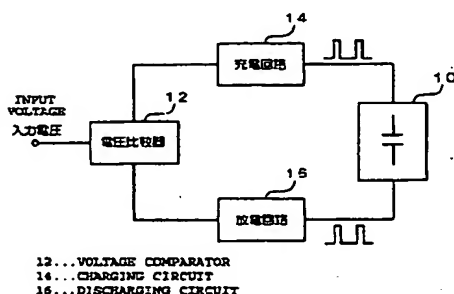 14
充電回路
10
INPUT
VOLTAGE
入力電圧
12
電圧比較器
16
放電回路
12...VOLTAGE COMPARATOR
14...CHARGING CIRCUIT
16...DISCHARGING CIRCUIT